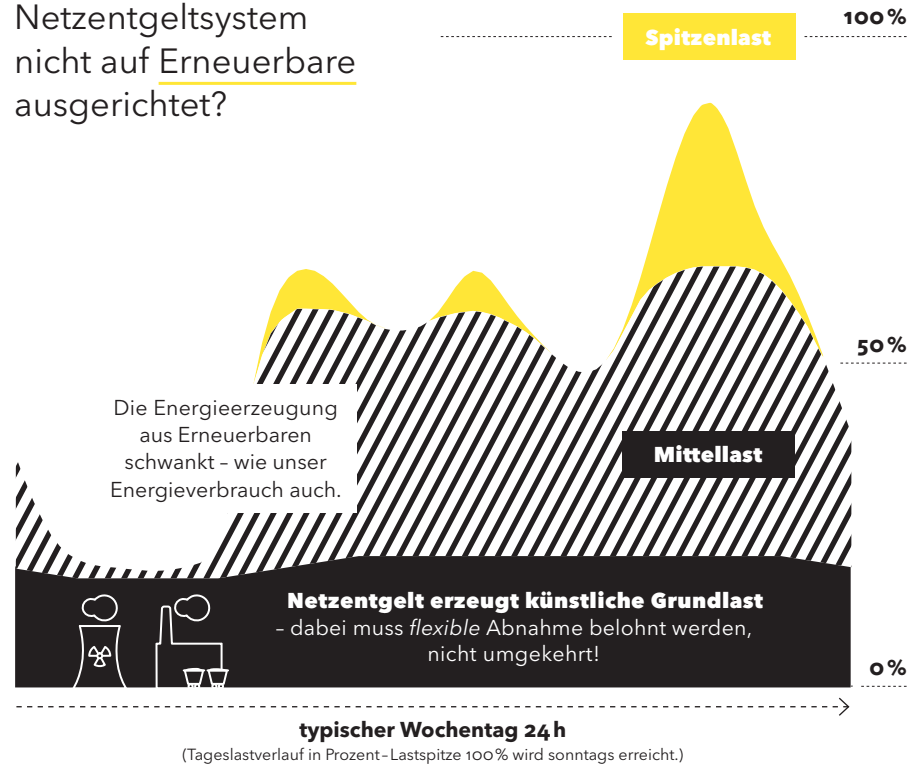 Netzentgeltsystem
nicht auf Erneuerbare
ausgerichtet?
Spitzenlast
100 %
50 %
Die Energieerzeugung
aus Erneuerbaren
schwankt – wie unser
Energieverbrauch auch.
Mittellast
Netzentgelt erzeugt künstliche Grundlast
– dabei muss flexible Abnahme belohnt werden,
nicht umgekehrt!
0 %
typischer Wochentag 24 h
(Tageslastverlauf in Prozent – Lastspitze 100 % wird sonntags erreicht.)